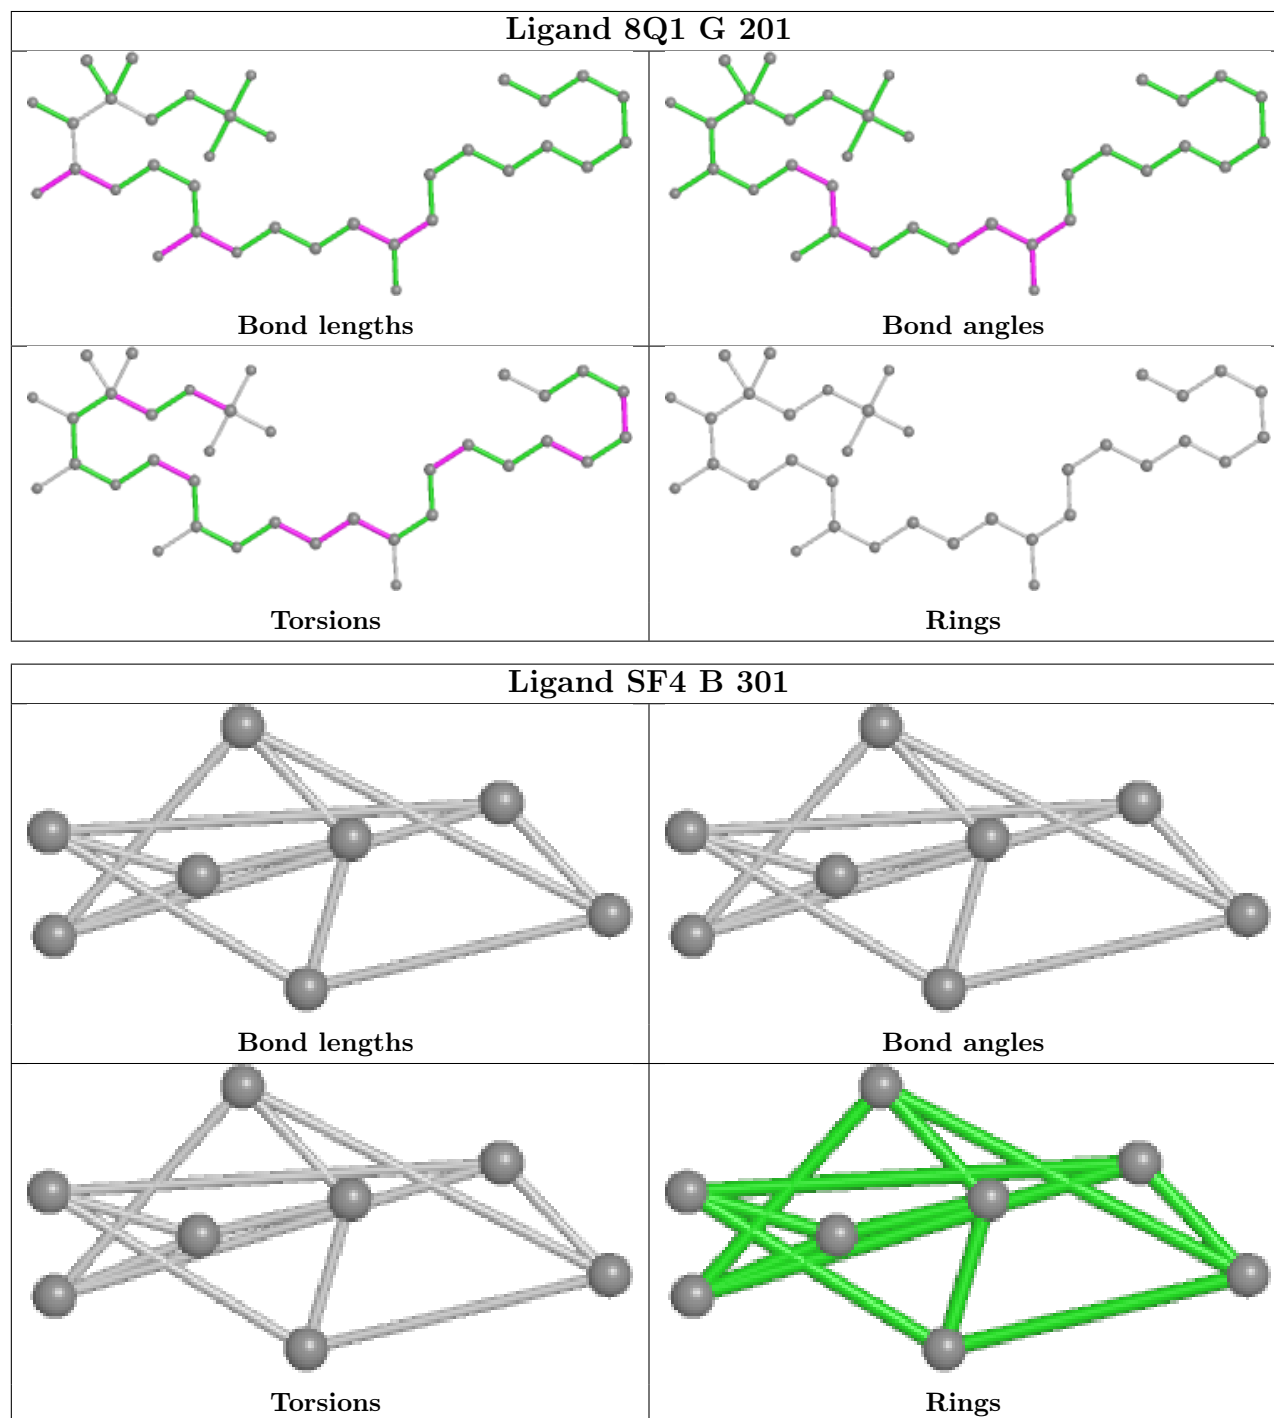 Ligand 8Q1 G 201
Bond lengths
Bond angles
Torsions
Rings
Ligand SF4 B 301
Bond lengths
Bond angles
Torsions
Rings